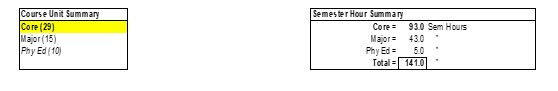 Course Unit Summary
Core (29)
Major (15)
Phy Ed (10)
Semester Hour Summary
Core = 93.0 Sem Hours
Major = 43.0 "
Phy Ed = 5.0 "
Total = 141.0 "